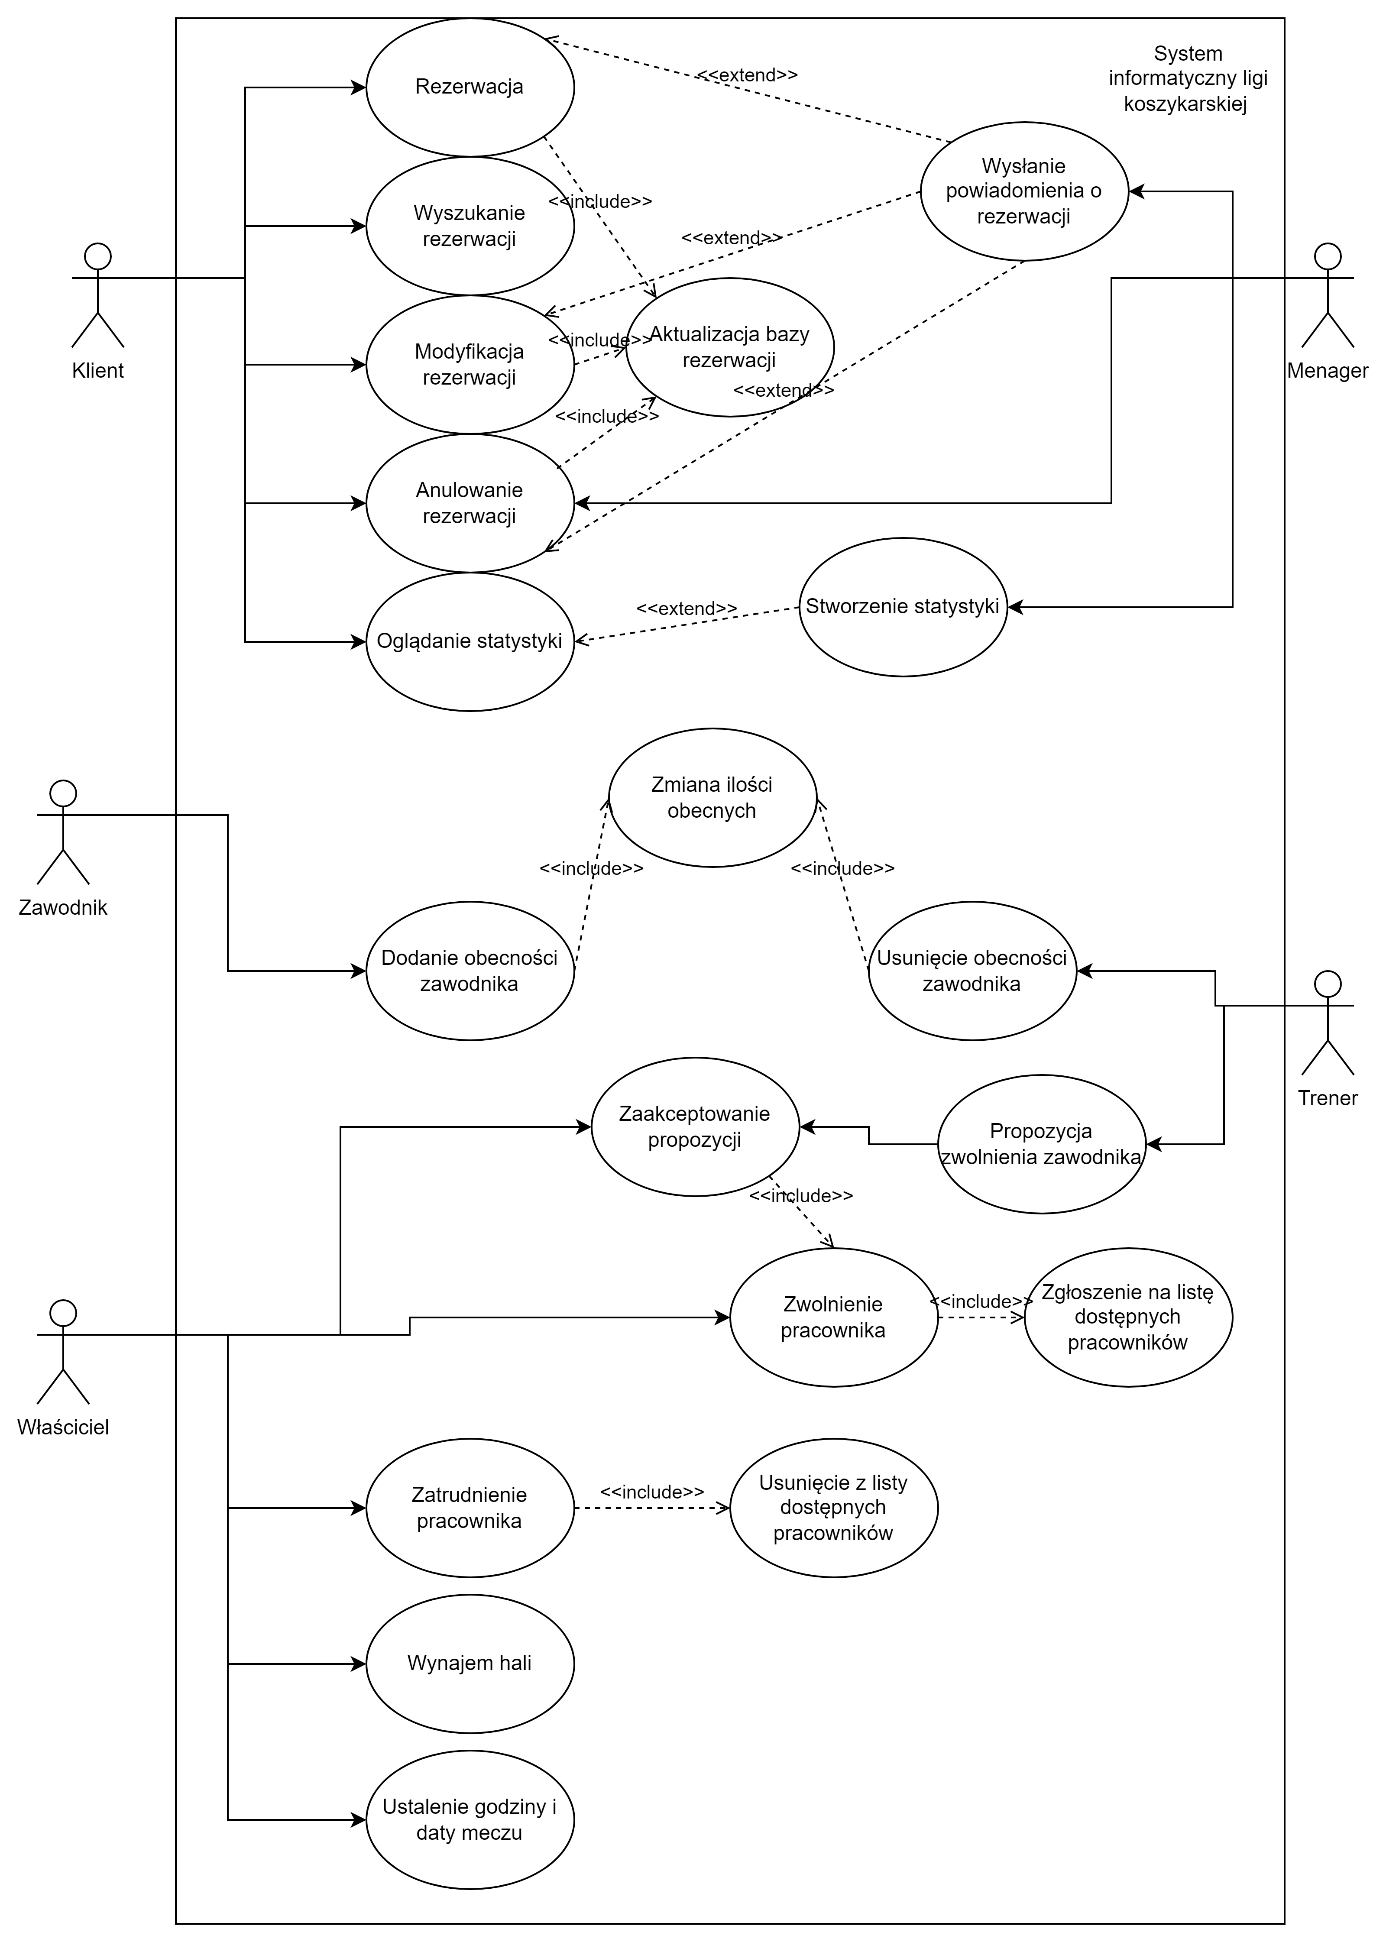 System
informatyczny ligi
koszykarskiej
Rezerwacja
<<extend>>
Wysłanie
powiadomienia o
rezerwacji
Wyszukanie
rezerwacji
<<include>>
<<extend>>
Klient
Menager
Modyfikacja
rezerwacji
<<include>>
Aktualizacja bazy
rezerwacji
<<extend>>
<<include>>
Anulowanie
rezerwacji
Oglądanie statystyki
<<extend>>
Stworzenie statystyki
Zmiana ilości
obecnych
<<include>>
<<include>>
Zawodnik
Dodanie obecności
zawodnika
Usunięcie obecności
zawodnika
Trener
Zaakceptowanie
propozycji
Propozycja
zwolnienia zawodnika
<<include>>
Zwolnienie
pracownika
<<include>>
Zgłoszenie na listę
dostępnych
pracowników
Właściciel
Zatrudnienie
pracownika
<<include>>
Usunięcie z listy
dostępnych
pracowników
Wynajem hali
Ustalenie godziny i
daty meczu